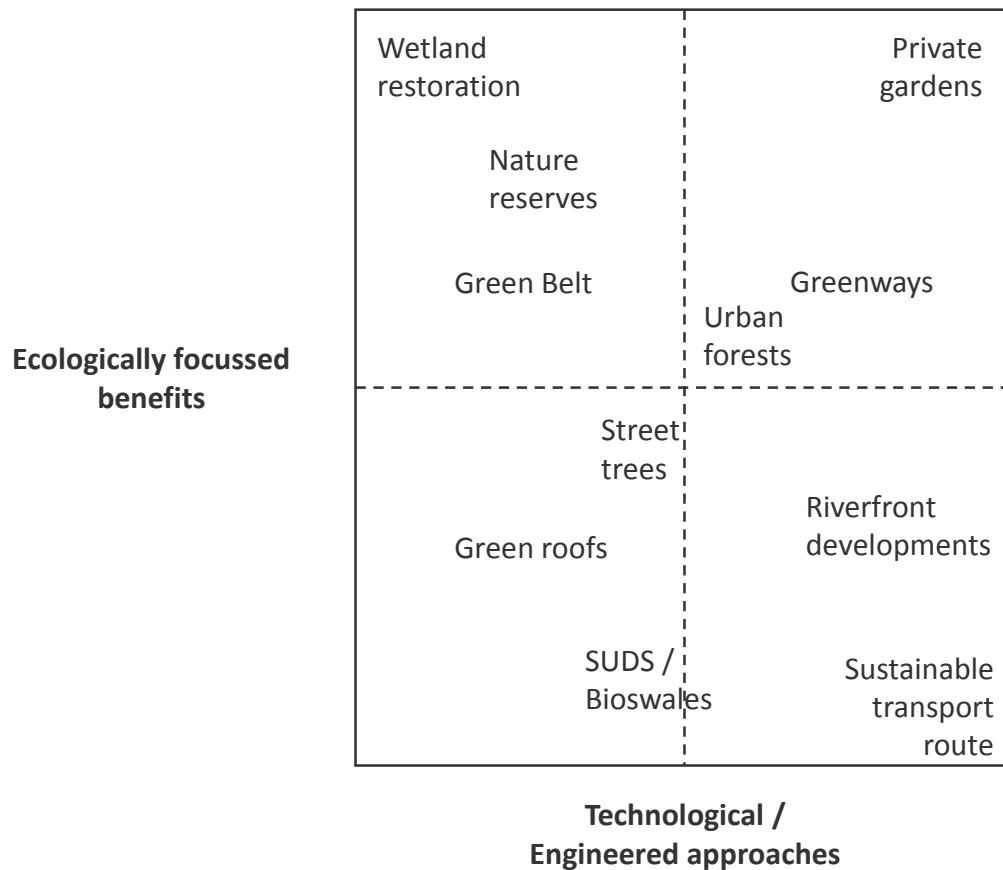 Wetland
restoration
Private
gardens
Nature
reserves
Green Belt
Greenways
Urban
forests
Ecologically focussed
benefits
Street
trees
Riverfront
developments
Green roofs
SUDS /
Bioswales
Sustainable
transport
route
Technological /
Engineered approaches